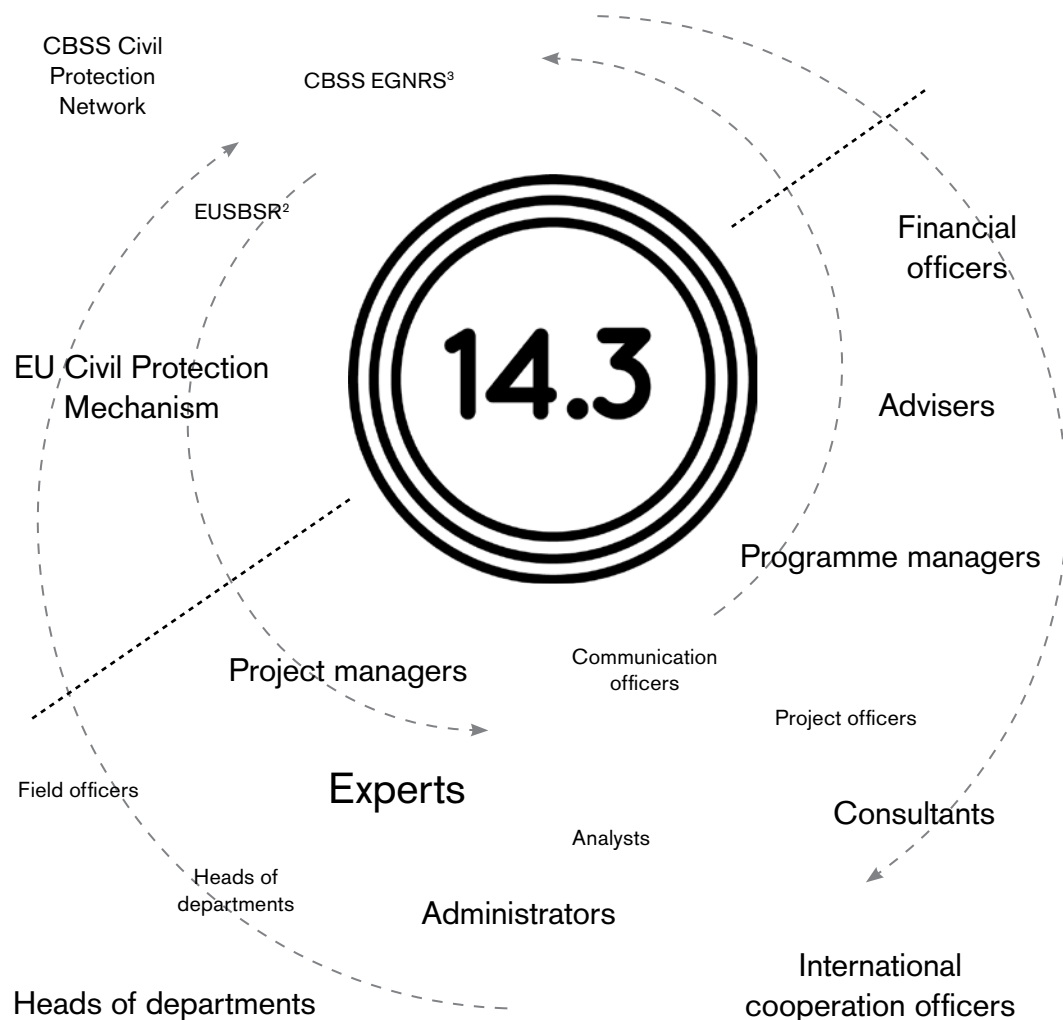 CBSS Civil
Protection
Network
CBSS EGNRS³
EUSBSR²
Financial
officers
EU Civil Protection
Mechanism
14.3
Advisers
Programme managers
Project managers
Communication
officers
Project officers
Field officers
Experts
Consultants
Analysts
Heads of
departments
Administrators
International
cooperation officers
Heads of departments